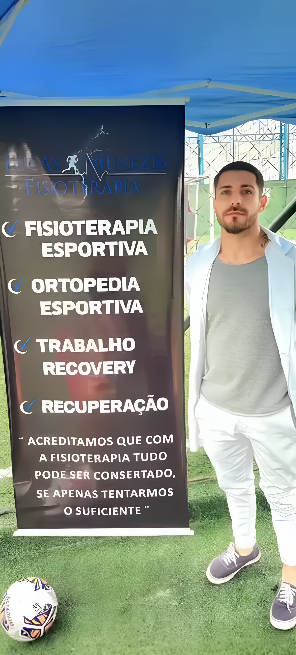 FISIOTERAPIA
FISIOTERAPIA
ESPORTIVA
ORTOPEDIA
ESPORTIVA
TRABALHO
RECOVERY
RECUPERAÇÃO
" ACREDITAMOS QUE COM
A FISIOTERAPIA TUDO
PODE SER CONSERTADO,
SE APENAS TENTARMOS
O SUFICIENTE "